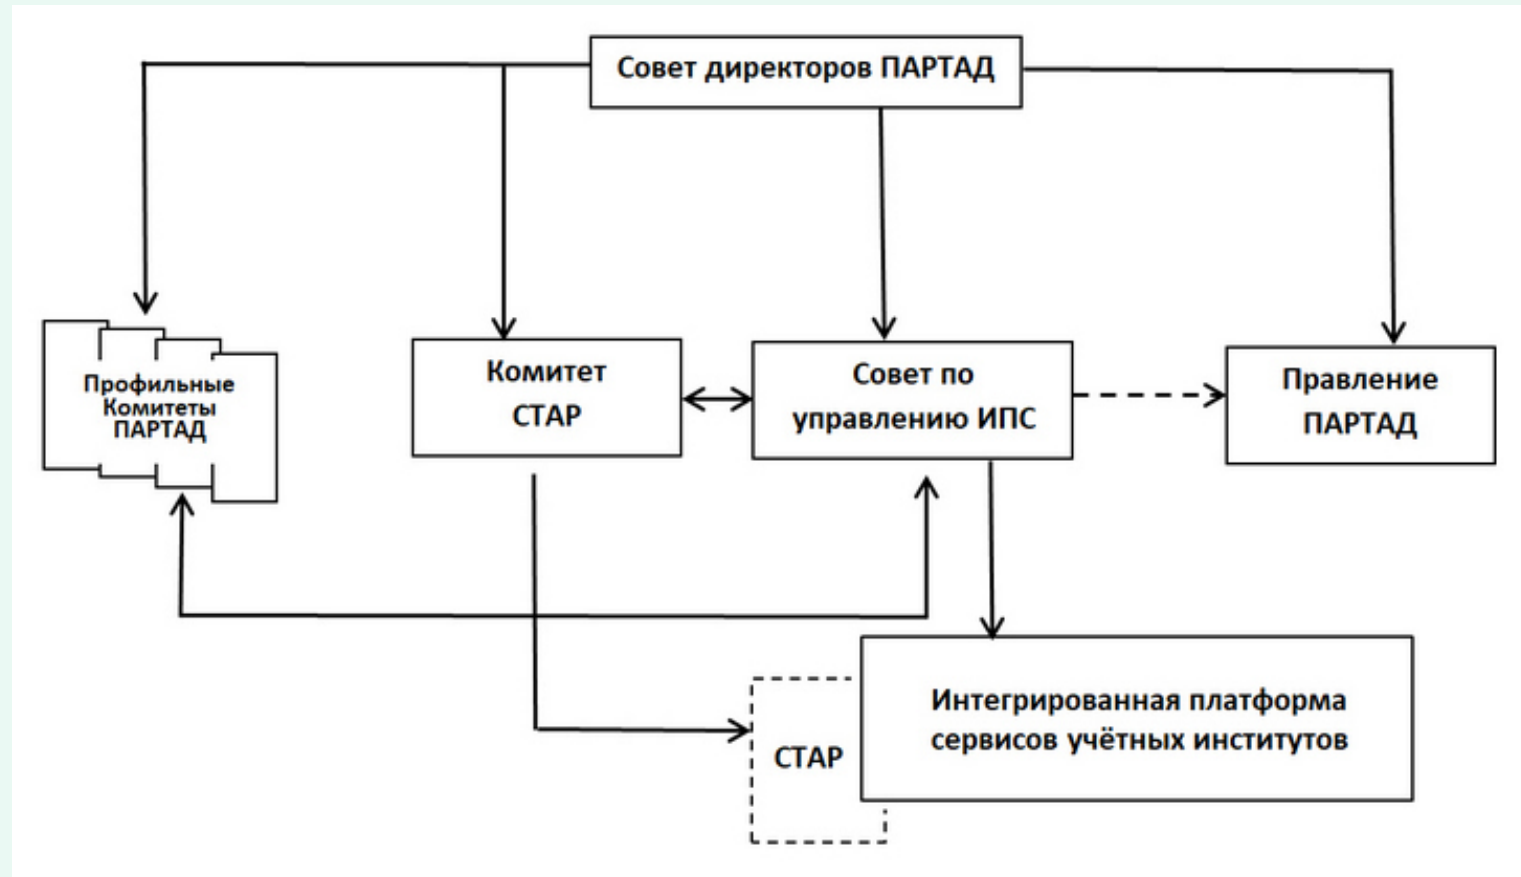 Совет директоров ПАРТАД
Профильные
Комитеты
ПАРТАД
Комитет
СТАР
Совет по
управлению ИПС
Правление
ПАРТАД
СТАР
Интегрированная платформа
сервисов учётных институтов